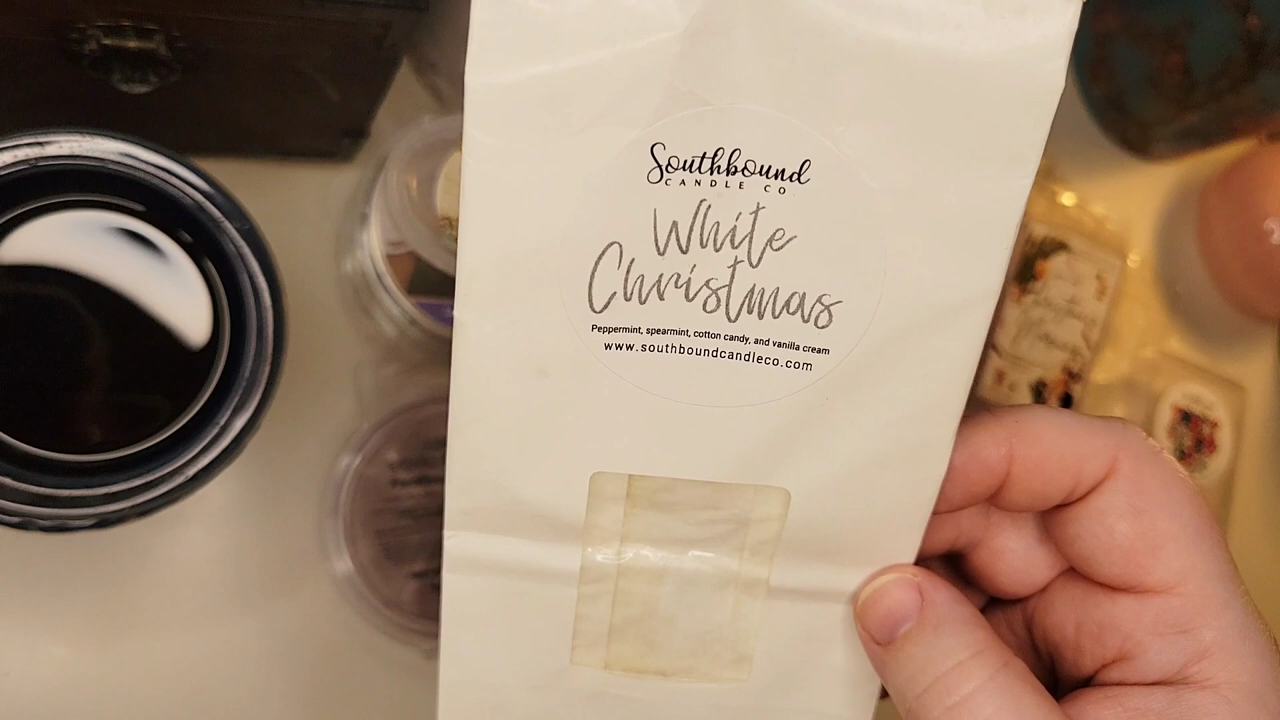 Southbound
CANDLE CO
White
Christmas
Peppermint, spearmint, cotton candy, and vanilla cream
www.southboundcandleco.com